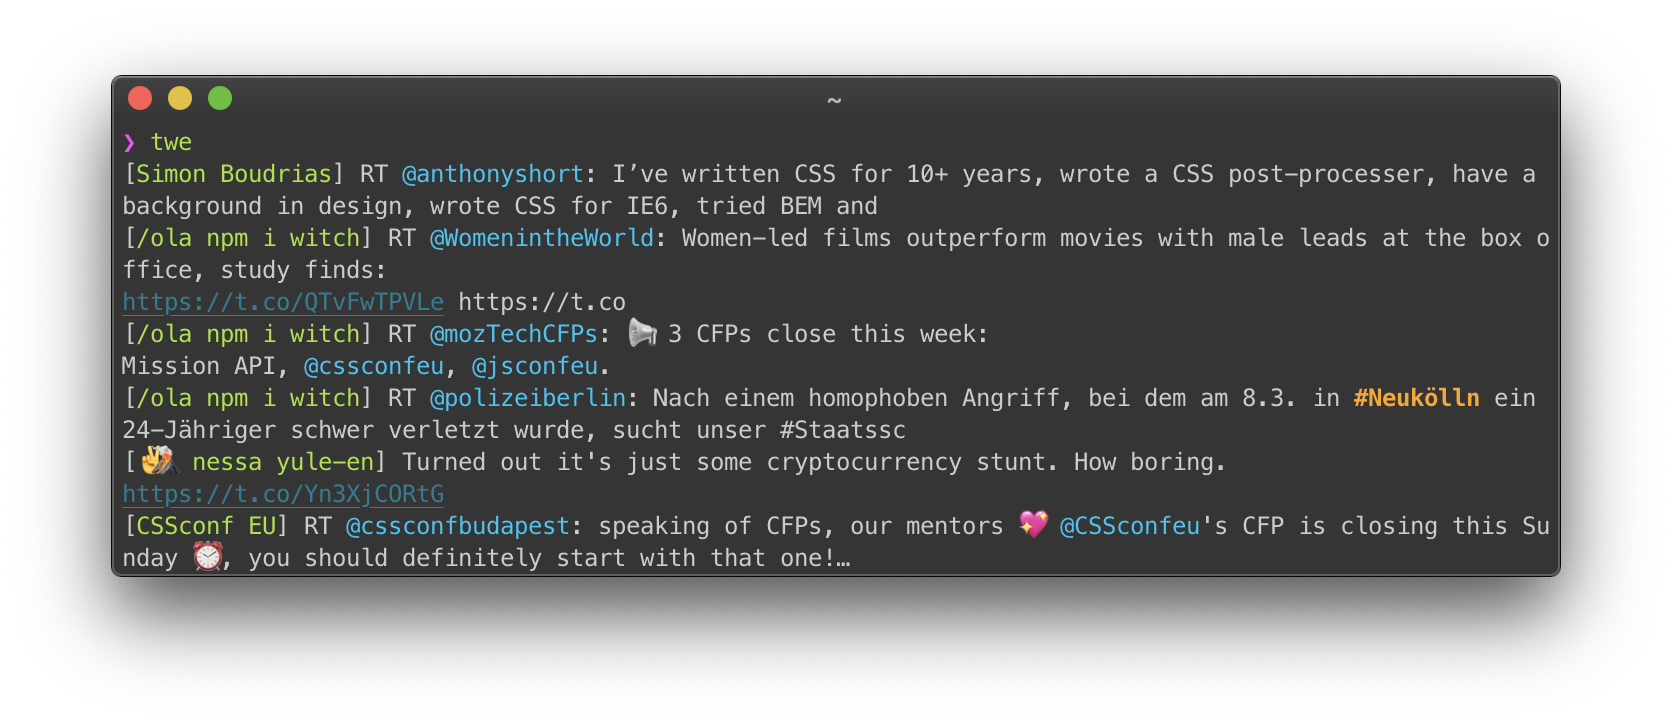 ~
❯ twe
[Simon Boudrias] RT @anthonyshort: I’ve written CSS for 10+ years, wrote a CSS post-processer, have a
background in design, wrote CSS for IE6, tried BEM and
[/ola npm i witch] RT @WomenintheWorld: Women-led films outperform movies with male leads at the box o
ffice, study finds:
https://t.co/QTvFwTPVLe https://t.co
[/ola npm i witch] RT @mozTechCFPs: 📢 3 CFPs close this week:
Mission API, @cssconfeu, @jsconfeu.
[/ola npm i witch] RT @polizeiberlin: Nach einem homophoben Angriff, bei dem am 8.3. in #Neukölln ein
24-Jähriger schwer verletzt wurde, sucht unser #Staatssc
[✌️ nessa yule-en] Turned out it's just some cryptocurrency stunt. How boring.
https://t.co/Yn3XjCORtG
[CSSconf EU] RT @cssconfbudapest: speaking of CFPs, our mentors 💖 @CSSconfeu's CFP is closing this Su
nday ⏰, you should definitely start with that one!…